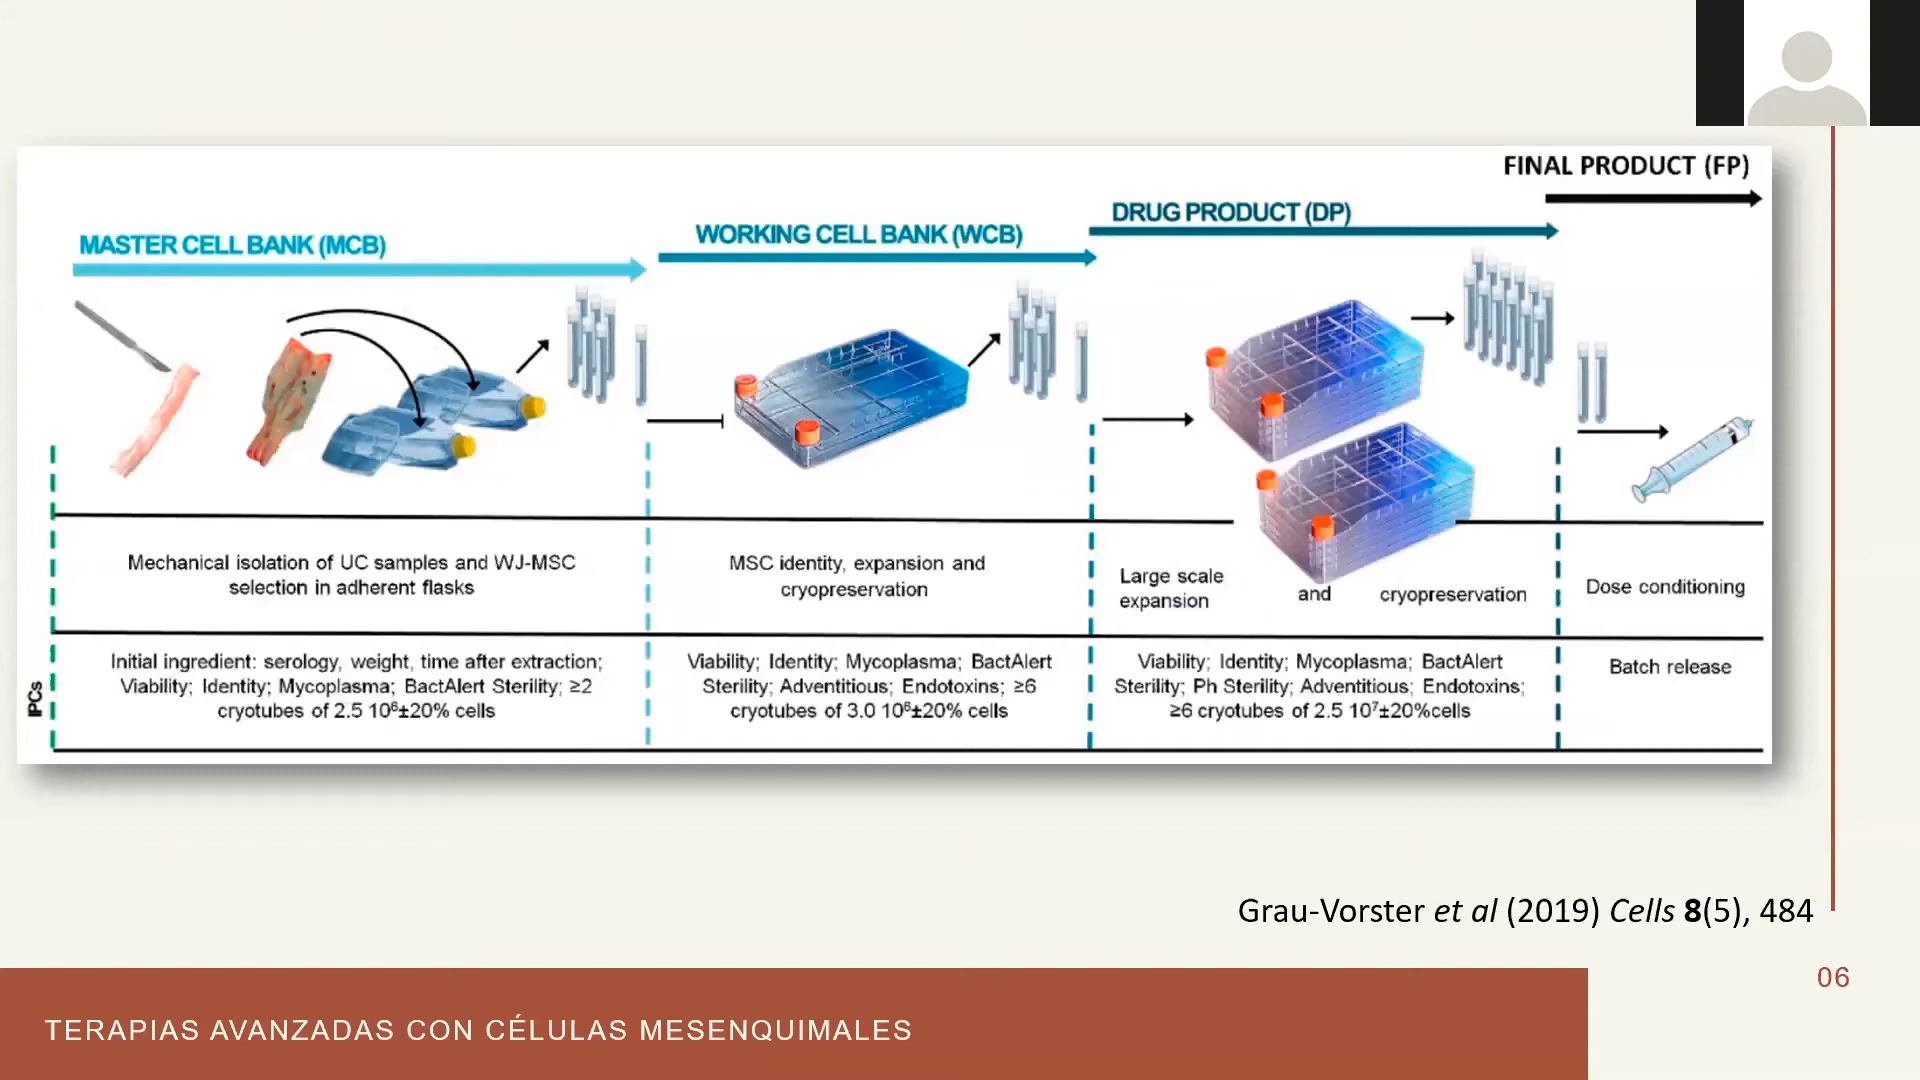 FINAL PRODUCT (FP)
DRUG PRODUCT (DP)
WORKING CELL BANK (WCB)
MASTER CELL BANK (MCB)
Mechanical isolation of UC samples and WJ-MSC
selection in adherent flasks
MSC identity, expansion and
cryopreservation
Large scale
expansion
and
cryopreservation
Dose conditioning
IPCs
Initial ingredient: serology, weight, time after extraction;
Viability; Identity; Mycoplasma; BactAlert Sterility; ≥2
cryotubes of 2.5 10⁶±20% cells
Viability; Identity; Mycoplasma; BactAlert
Sterility; Adventitious; Endotoxins; ≥6
cryotubes of 3.0 10⁶±20% cells
Viability; Identity; Mycoplasma; BactAlert
Sterility; Ph Sterility; Adventitious; Endotoxins;
≥6 cryotubes of 2.5 10⁷±20%cells
Batch release
Grau-Vorster et al (2019) Cells 8(5), 484
06
TERAPIAS AVANZADAS CON CÉLULAS MESENQUIMALES